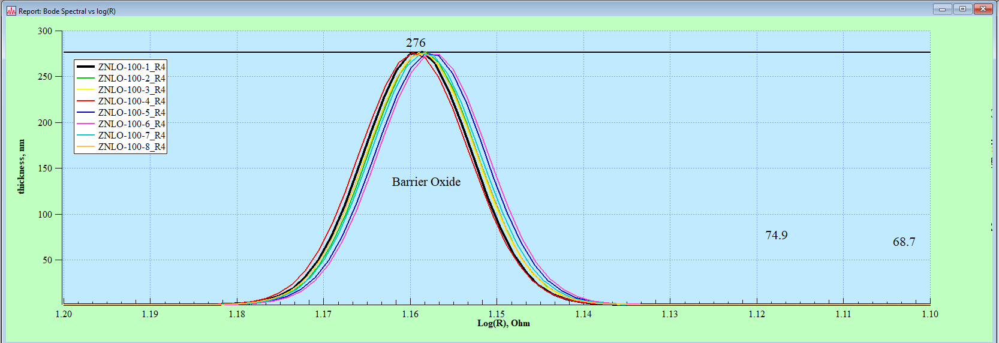 Report: Bode Spectral vs log(R)
300
276
ZNLO-100-1_R4
250
ZNLO-100-2_R4
ZNLO-100-3_R4
ZNLO-100-4_R4
ZNLO-100-5_R4
200
ZNLO-100-6_R4
ZNLO-100-7_R4
ZNLO-100-8_R4
thickness, nm
150
Barrier Oxide
100
74.9
68.7
50
1.20 1.19 1.18 1.17 1.16 1.15 1.14 1.13 1.12 1.11 1.10
Log(R), Ohm